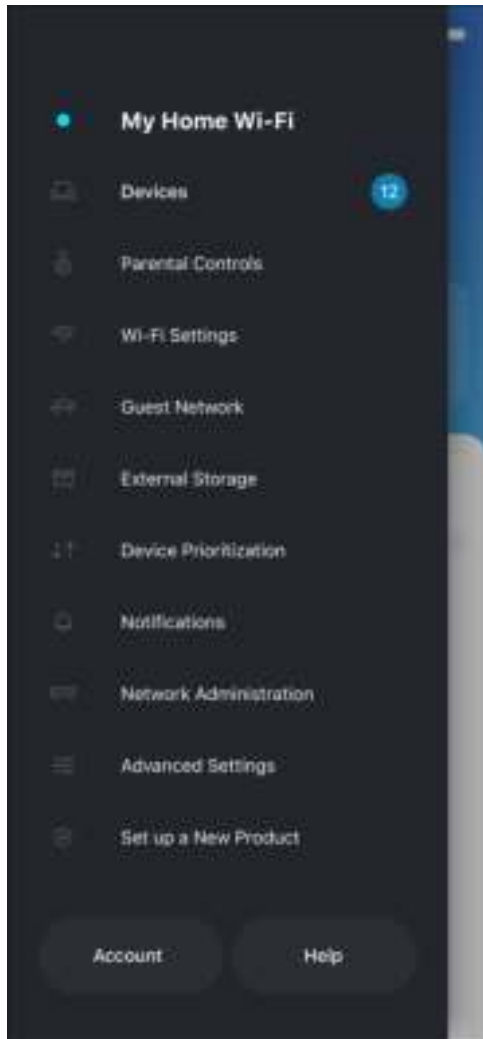 My Home Wi-Fi
Devices
12
Parental Controls
Wi-Fi Settings
Guest Network
External Storage
Device Prioritization
Notifications
Network Administration
Advanced Settings
Set up a New Product
Account
Help